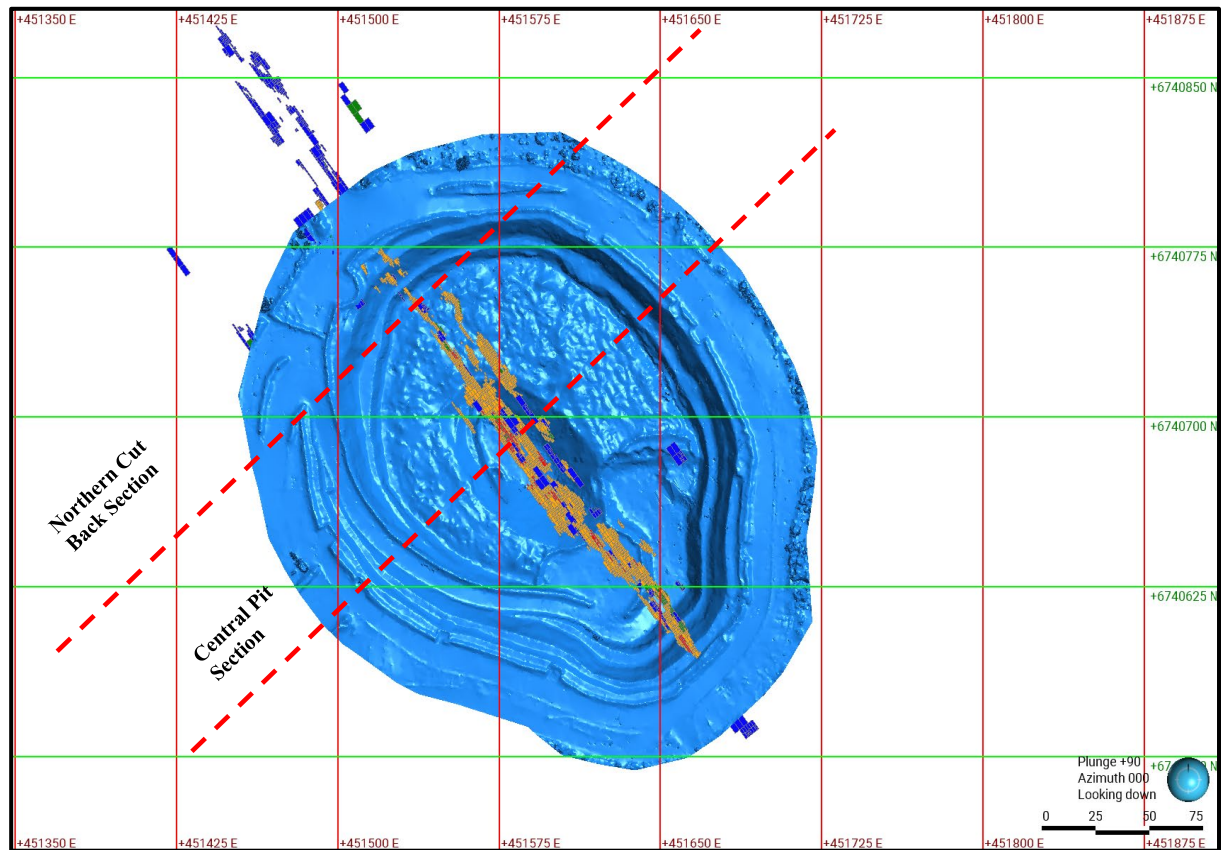 +451350 E
+451425 E
+451500 E
+451575 E
+451650 E
+451725 E
+451800 E
+451875 E
+6740850 N
+6740775 N
+6740700 N
Northern Cut
Back Section
+6740625 N
Central Pit
Section
Plunge +90
Azimuth 000
Looking down
0 25 50 75
+451350 E
+451425 E
+451500 E
+451575 E
+451650 E
+451725 E
+451800 E
+451875 E